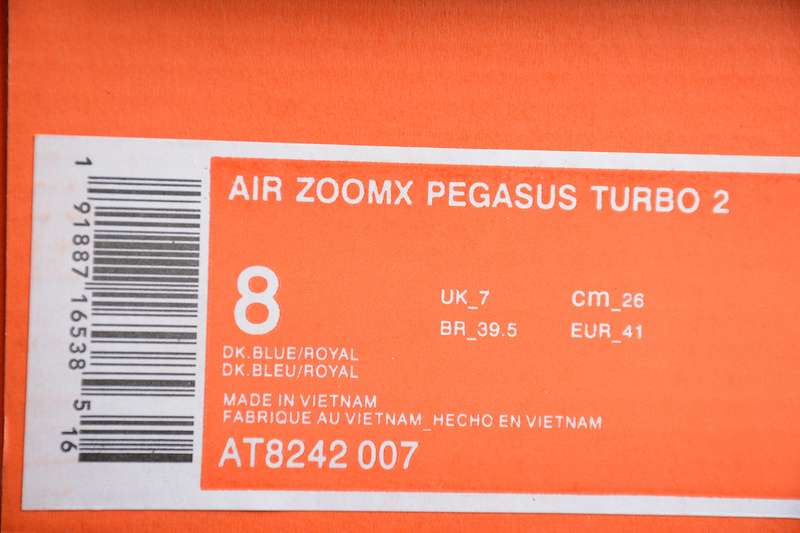 AIR ZOOMX PEGASUS TURBO 2
8
UK_7 cm_26
BR_39.5 EUR_41
DK.BLUE/ROYAL
DK.BLEU/ROYAL
MADE IN VIETNAM
FABRIQUE AU VIETNAM_HECHO EN VIETNAM
AT8242 007
1 91887 16538 5 16